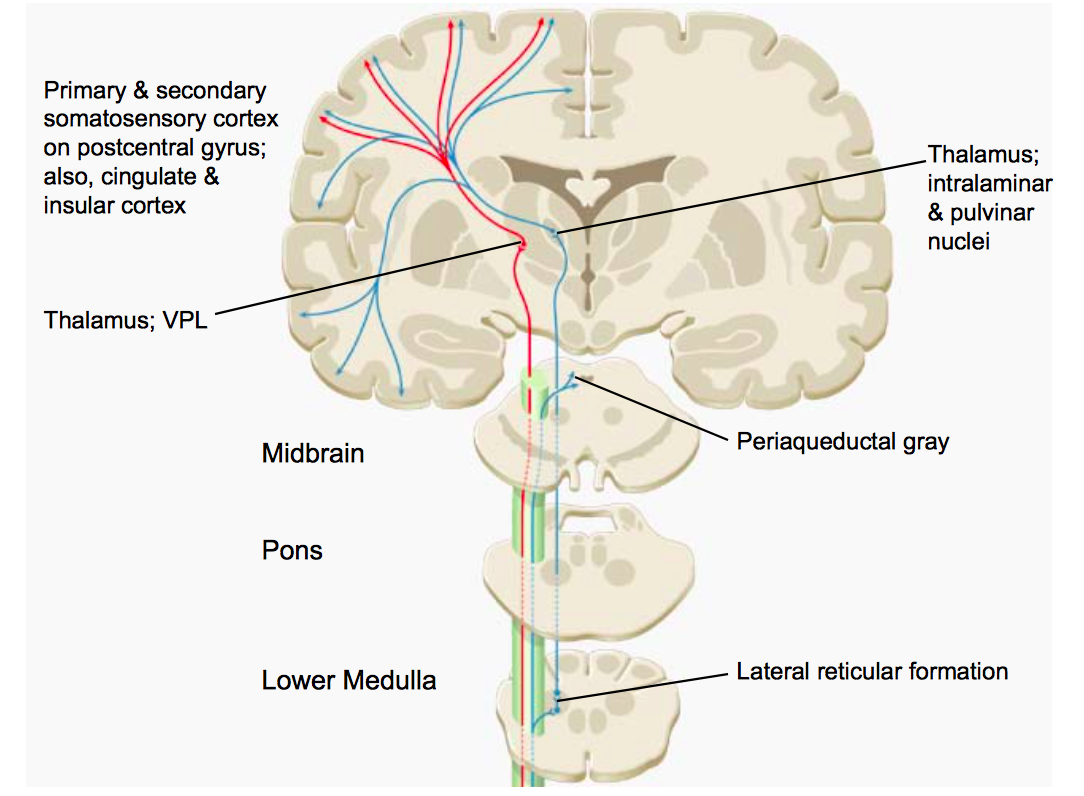 Primary & secondary
somatosensory cortex
on postcentral gyrus;
also, cingulate &
insular cortex
Thalamus;
intralaminar
& pulvinar
nuclei
Thalamus; VPL
Periaqueductal gray
Midbrain
Pons
Lateral reticular formation
Lower Medulla